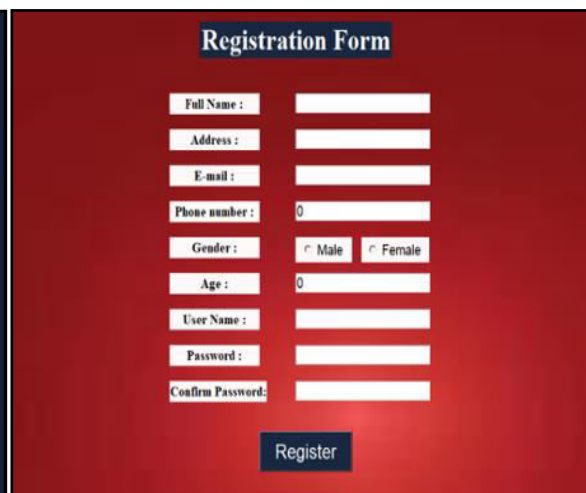 Registration Form
Full Name :
Address :
E-mail :
Phone number : 0
Gender : Male Female
Age : 0
User Name :
Password :
Confirm Password:
Register